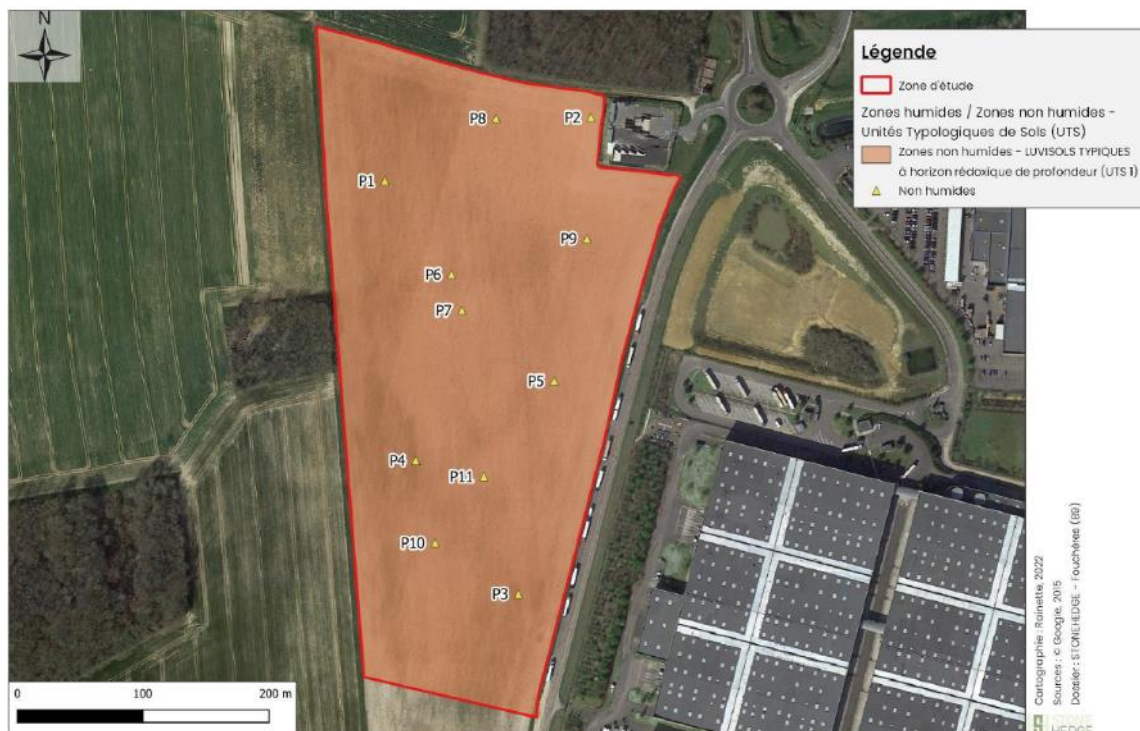 N
Légende
Zone d'étude
Zones humides / Zones non humides -
Unités Typologiques de Sols (UTS)
Zones non humides - LUVISOLS TYPIQUES
à horizon rédoxique de profondeur (UTS 1)
Non humides
P8
P2
P1
P9
P6
P7
P5
P4
P11
P10
P3
0 100 200 m
Cartographie : Rainette, 2022
Sources : © Google, 2015
Dossier : STONEHEDGE - Fouchères (89)
STONE
HEDGE